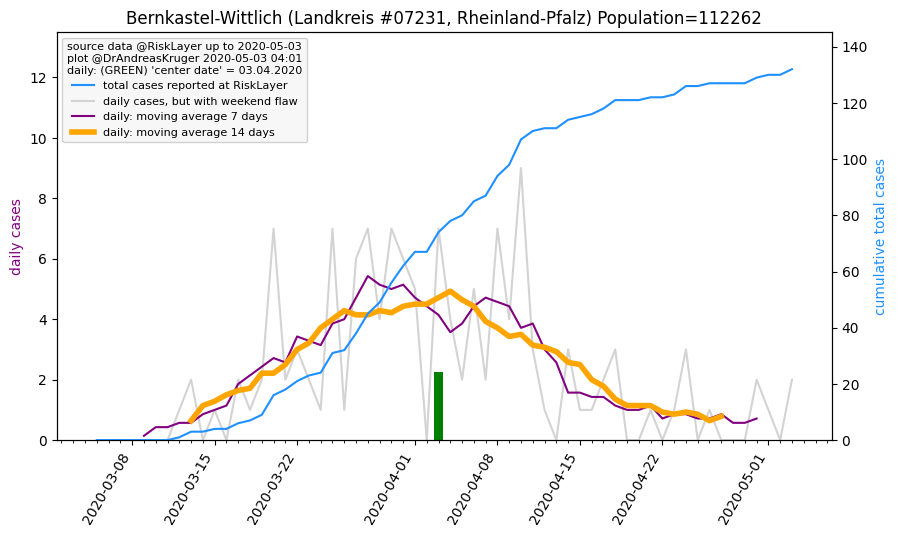 Bernkastel-Wittlich (Landkreis #07231, Rheinland-Pfalz) Population=112262
source data @RiskLayer up to 2020-05-03
plot @DrAndreasKruger 2020-05-03 04:01
daily: (GREEN) 'center date' = 03.04.2020
total cases reported at RiskLayer
daily cases, but with weekend flaw
daily: moving average 7 days
daily: moving average 14 days
daily cases
12
10
8
6
4
2
0
140
120
100
80
60
40
20
0
cumulative total cases
2020-03-08
2020-03-15
2020-03-22
2020-04-01
2020-04-08
2020-04-15
2020-04-22
2020-05-01